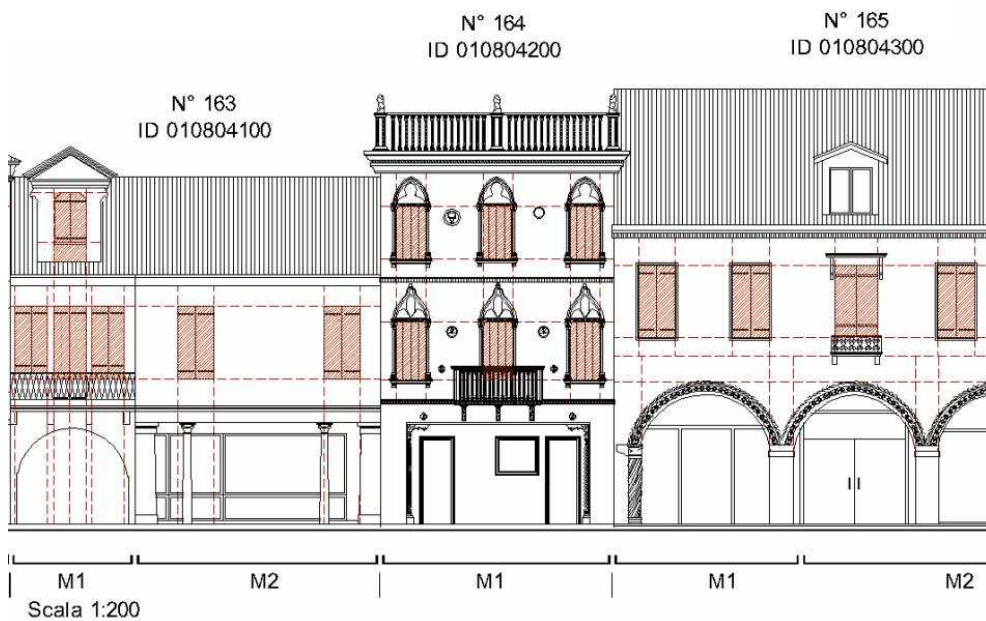 N° 163
ID 010804100
N° 164
ID 010804200
N° 165
ID 010804300
M1
M2
M1
M1
M2
Scala 1:200